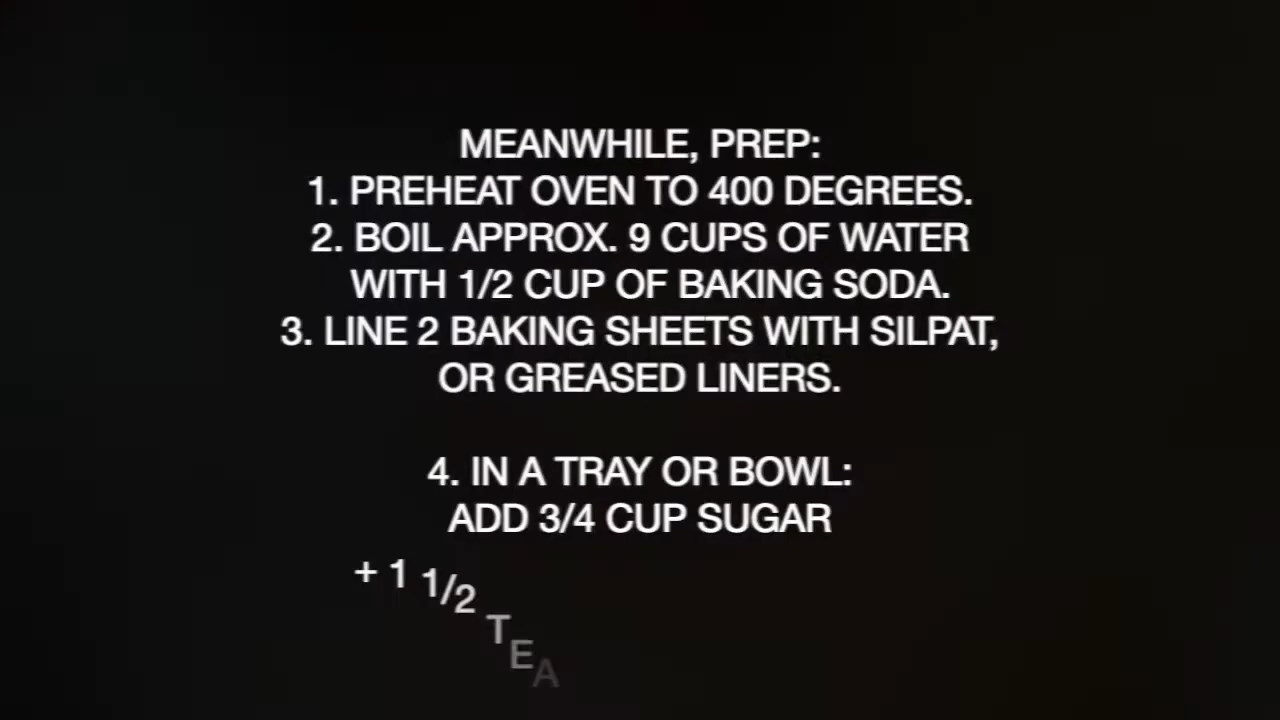 MEANWHILE, PREP:
1. PREHEAT OVEN TO 400 DEGREES.
2. BOIL APPROX. 9 CUPS OF WATER
WITH 1/2 CUP OF BAKING SODA.
3. LINE 2 BAKING SHEETS WITH SILPAT,
OR GREASED LINERS.
4. IN A TRAY OR BOWL:
ADD 3/4 CUP SUGAR
+ 1 1/2 TEA